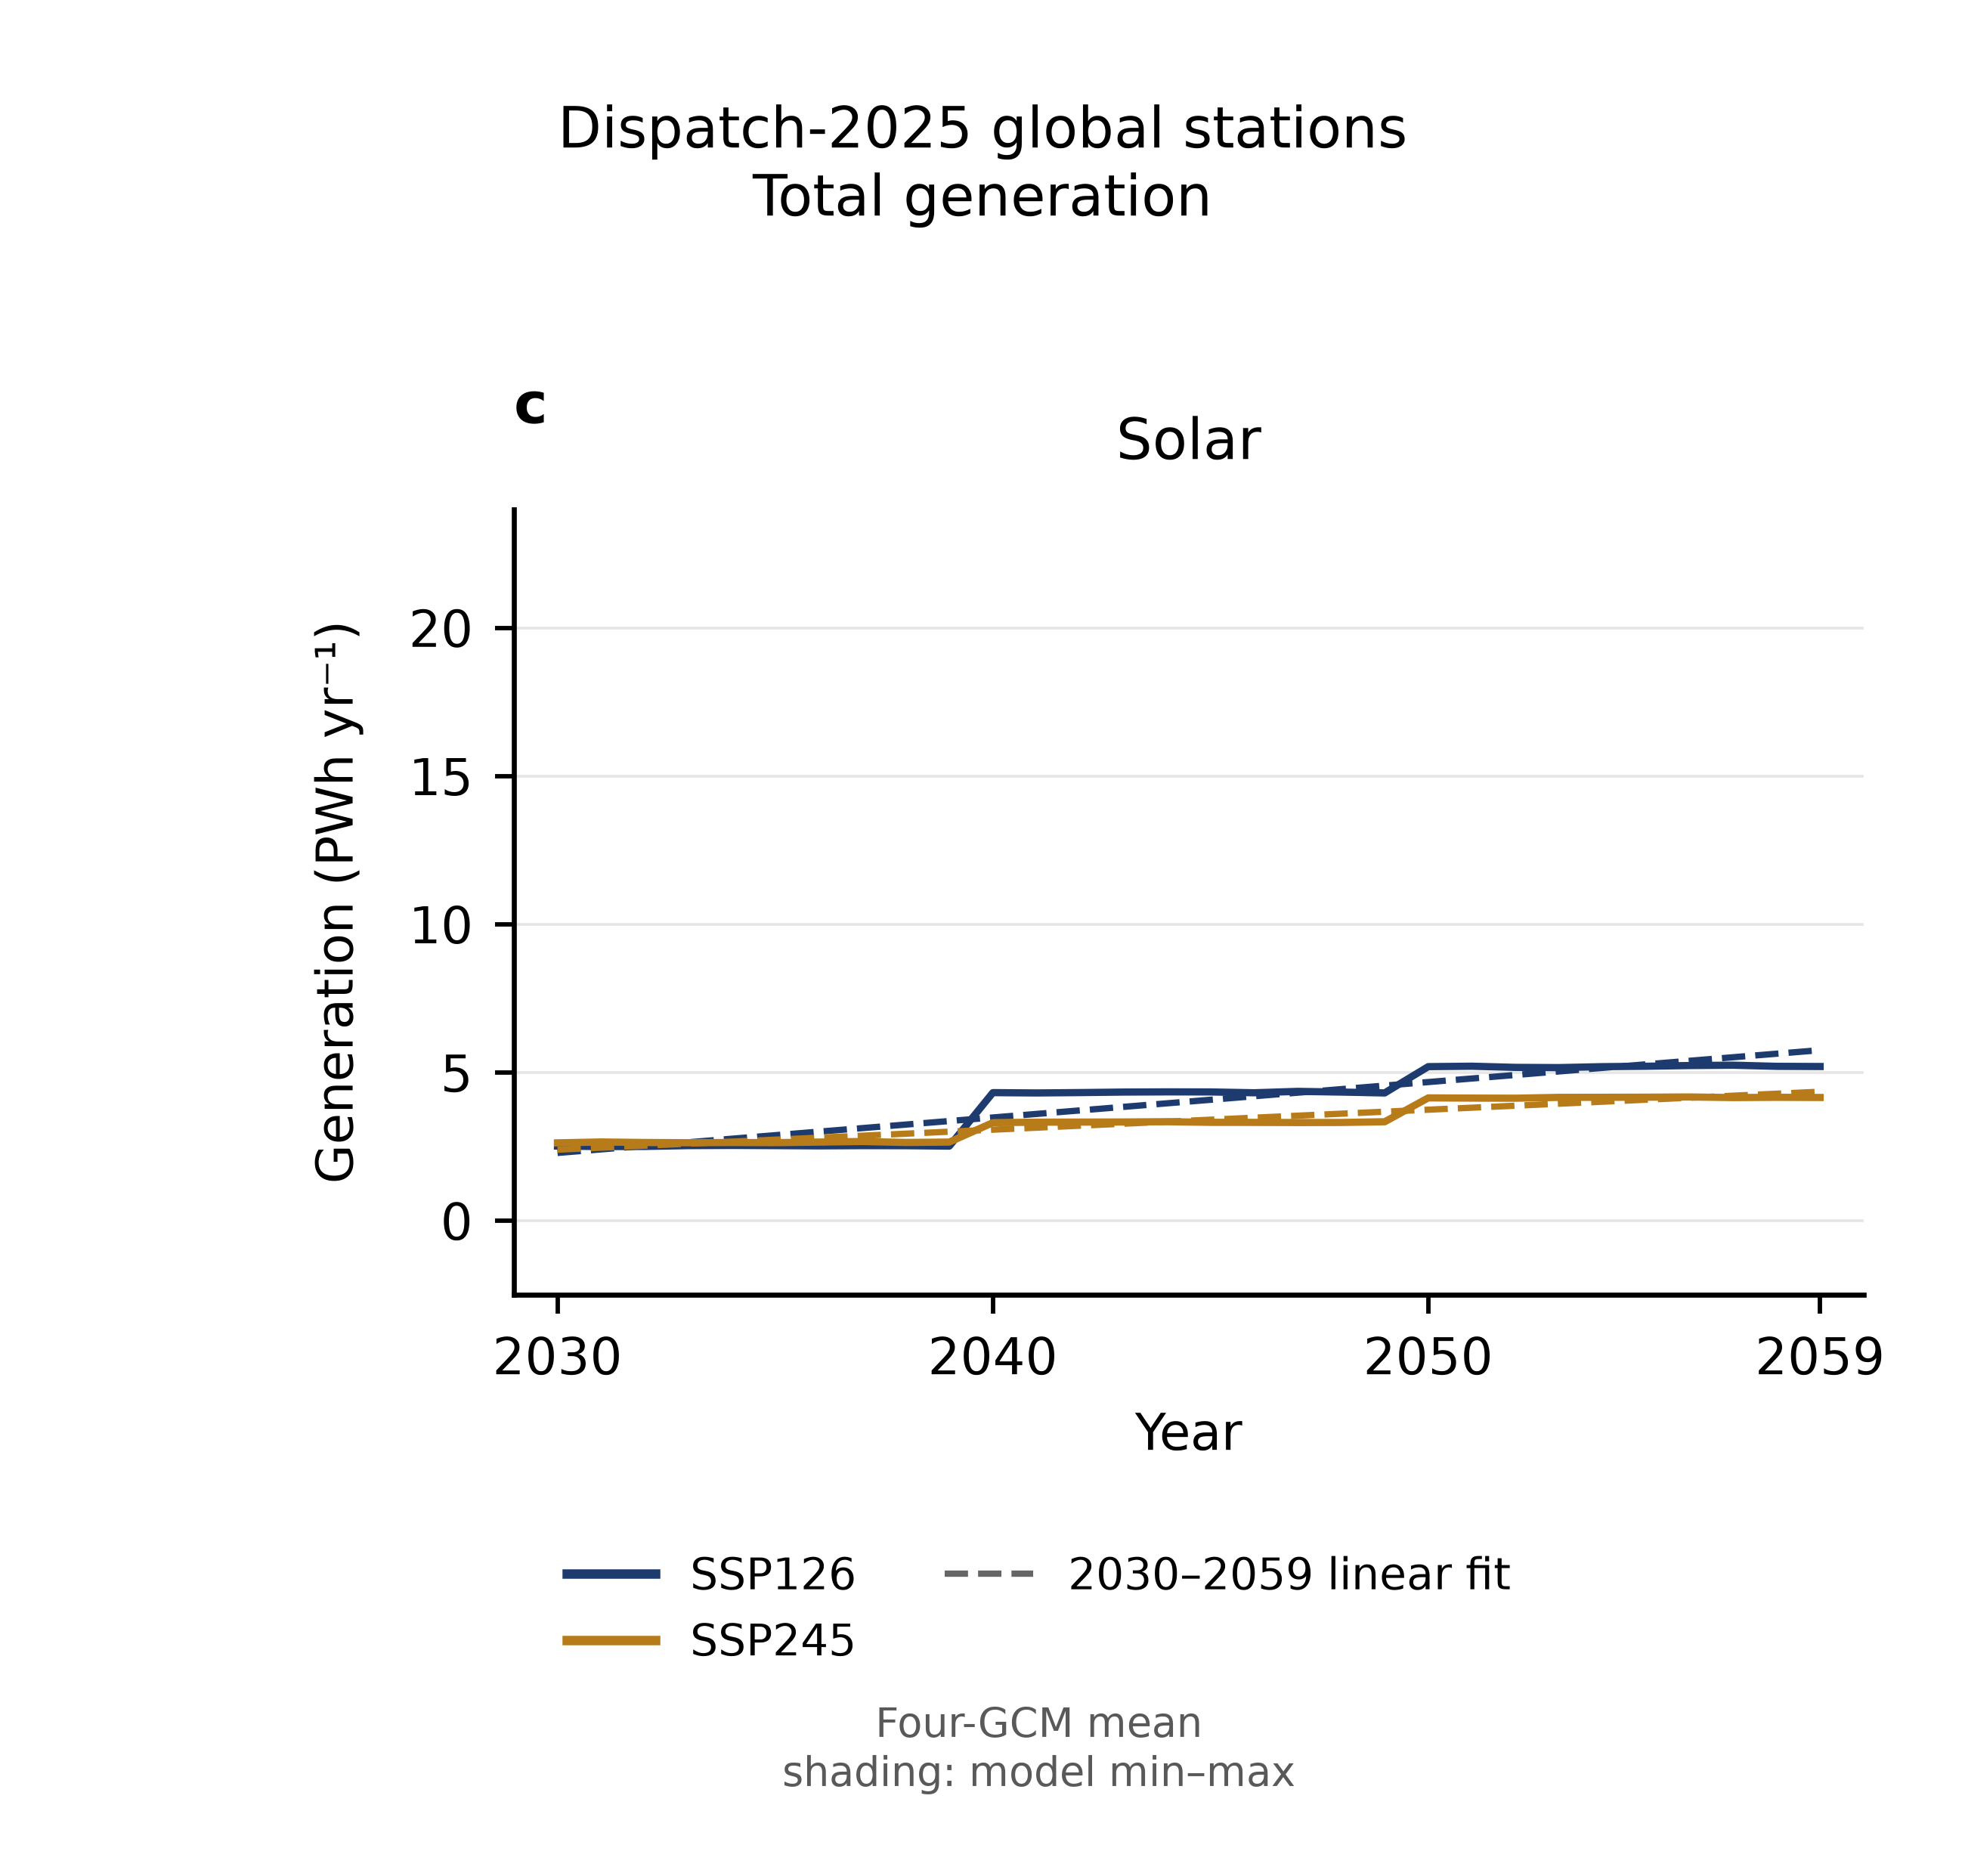 Dispatch-2025 global stations
Total generation
c
Solar
Generation (PWh yr⁻¹)
20
15
10
5
0
2030
2040
2050
2059
Year
SSP126
SSP245
2030–2059 linear fit
Four-GCM mean
shading: model min–max